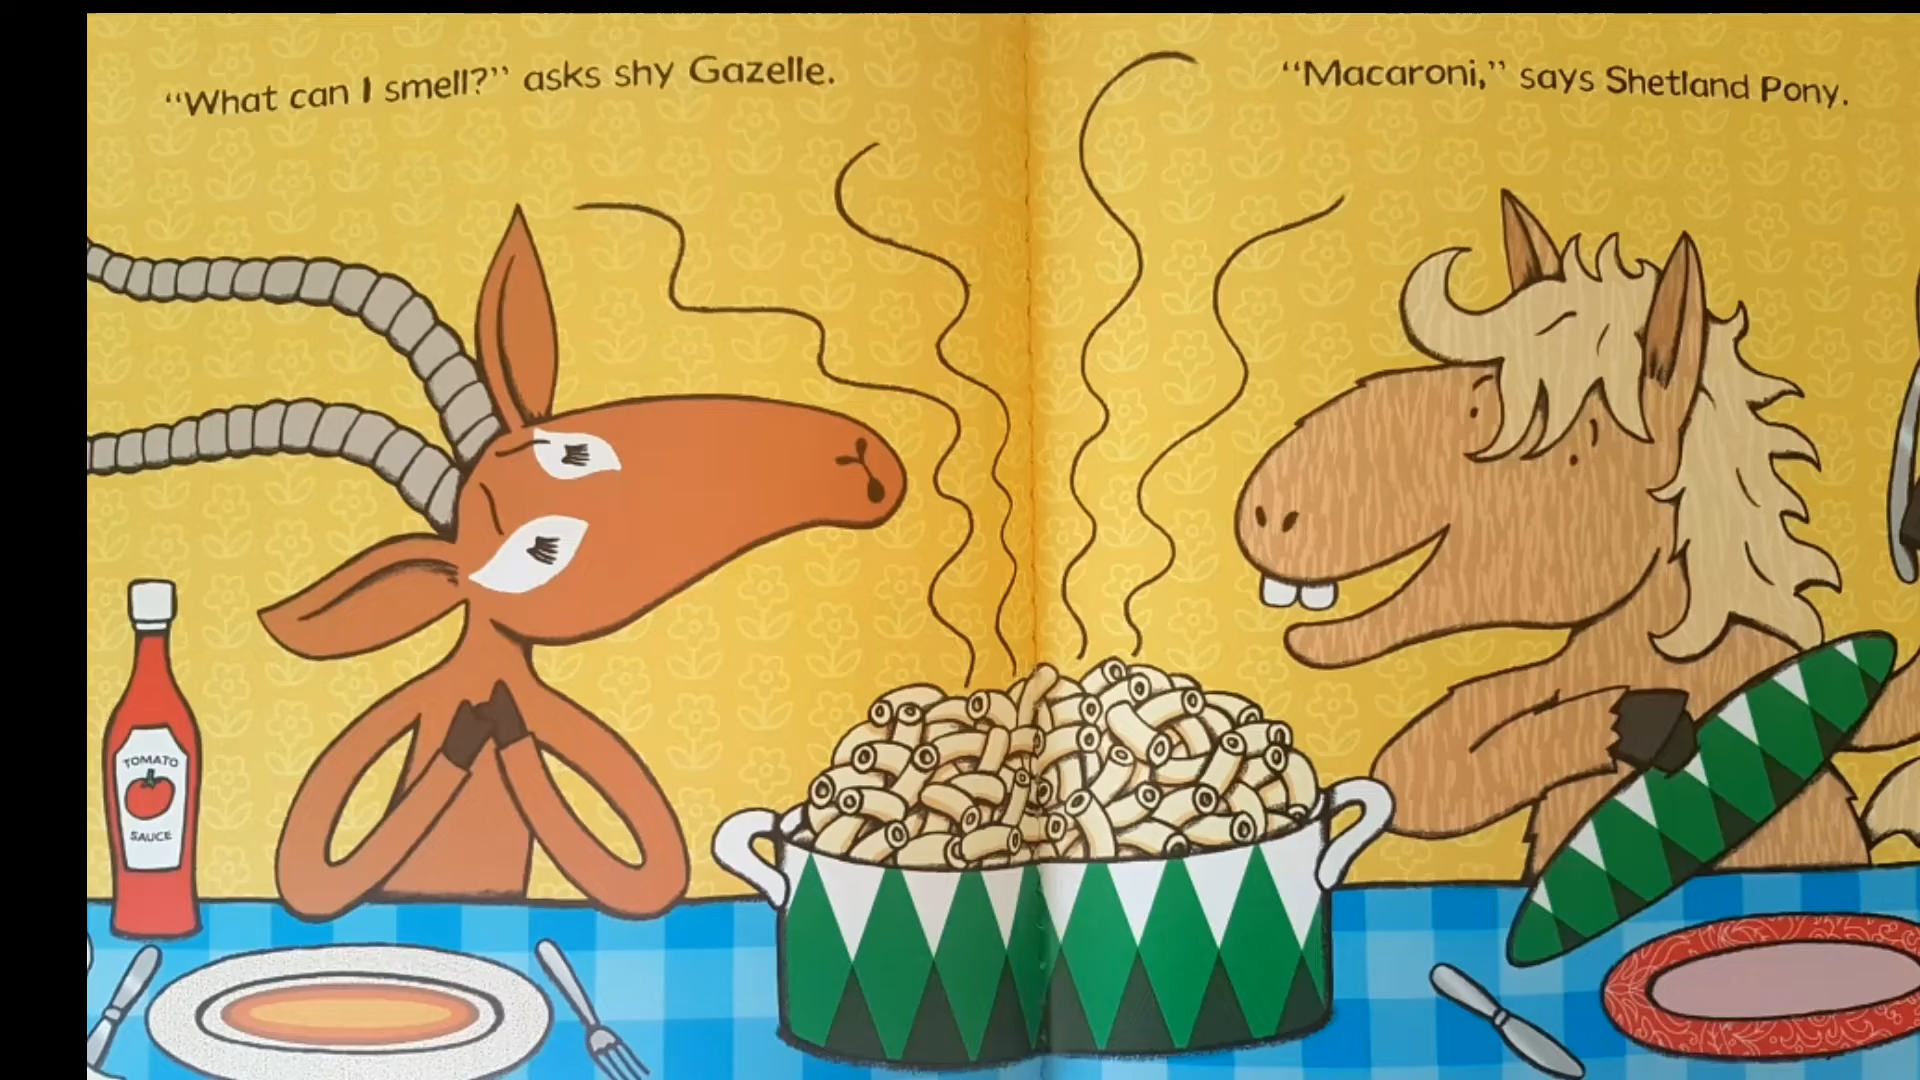 “What can I smell?” asks shy Gazelle.
“Macaroni,” says Shetland Pony.
TOMATO
SAUCE